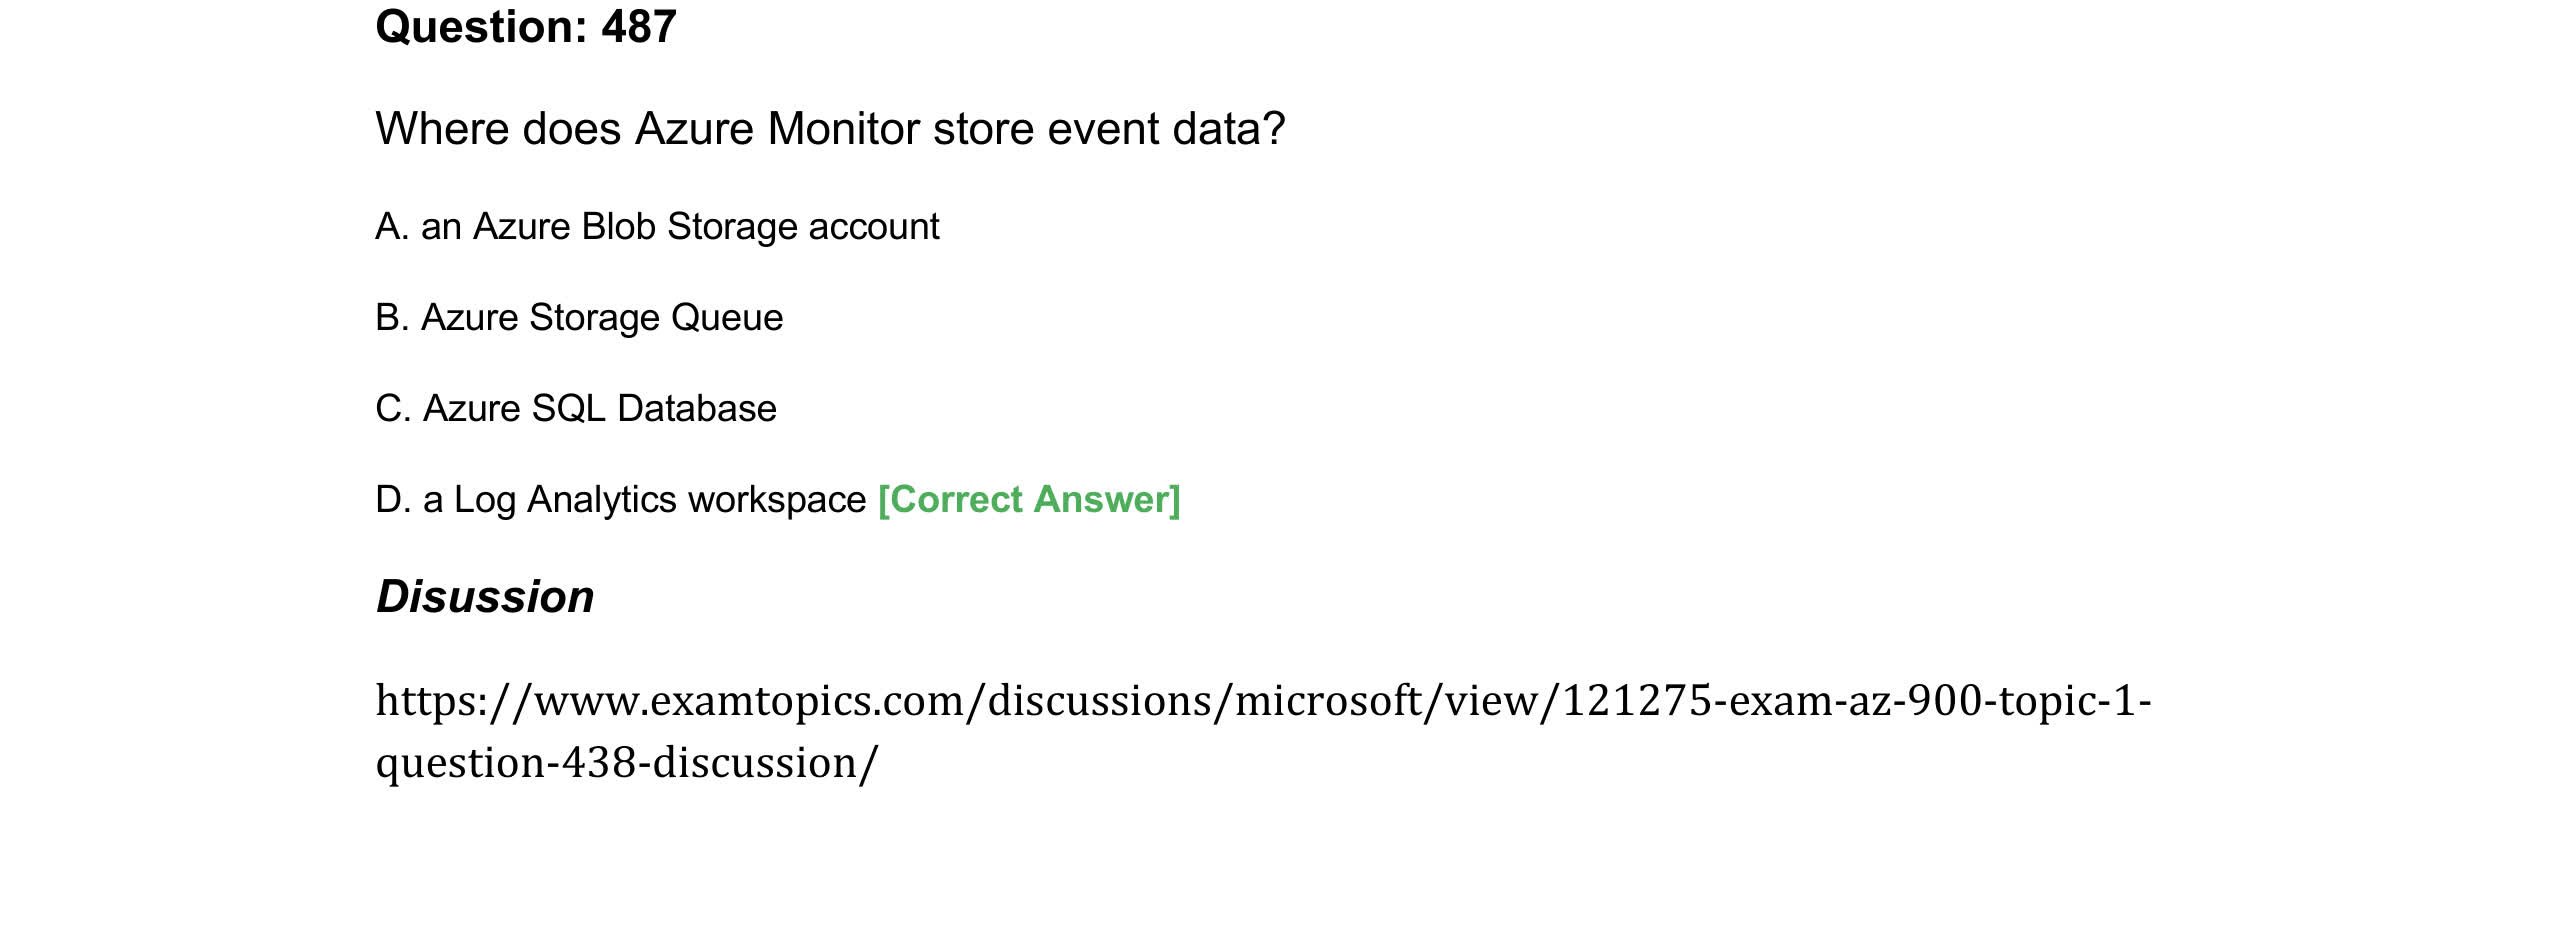 Question: 487
Where does Azure Monitor store event data?
A. an Azure Blob Storage account
B. Azure Storage Queue
C. Azure SQL Database
D. a Log Analytics workspace [Correct Answer]
Disussion
https://www.examtopics.com/discussions/microsoft/view/121275-exam-az-900-topic-1-
question-438-discussion/